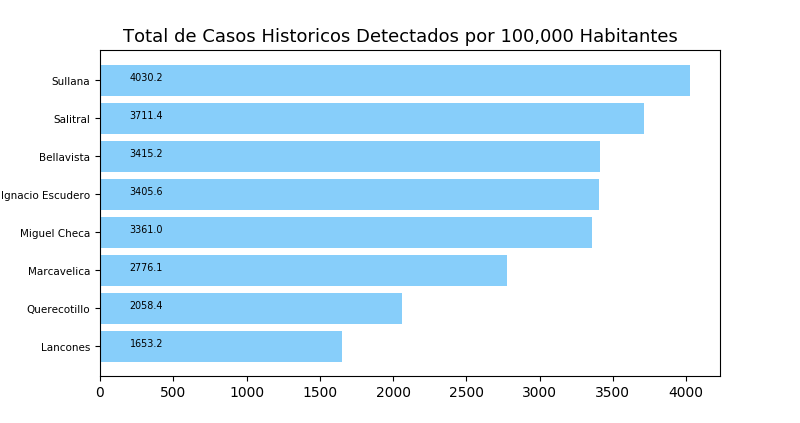 Total de Casos Historicos Detectados por 100,000 Habitantes
Sullana 4030.2
Salitral 3711.4
Bellavista 3415.2
Ignacio Escudero 3405.6
Miguel Checa 3361.0
Marcavelica 2776.1
Querecotillo 2058.4
Lancones 1653.2
0 500 1000 1500 2000 2500 3000 3500 4000